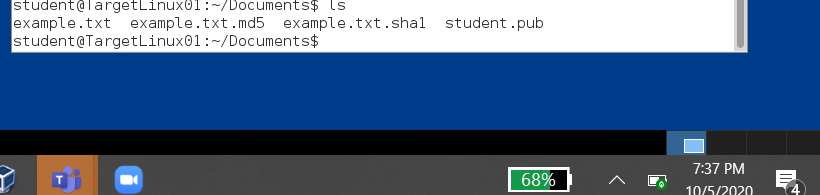 student@TargetLinux01:~/Documents$ ls
example.txt  example.txt.md5  example.txt.sha1  student.pub
student@TargetLinux01:~/Documents$
T
68%
7:37 PM
10/5/2020
4